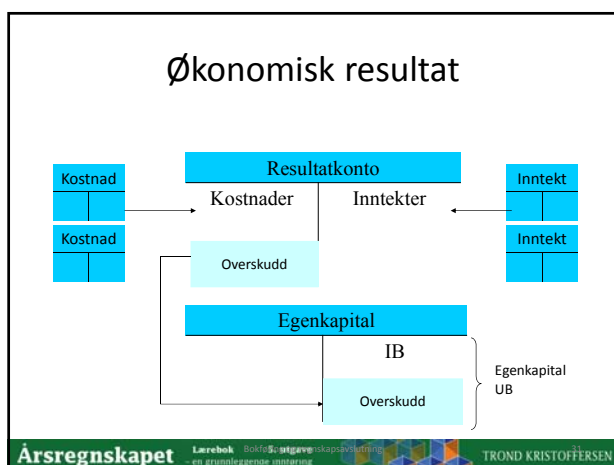 Økonomisk resultat
Kostnad
Kostnad
Resultatkonto
Kostnader
Inntekter
Inntekt
Inntekt
Overskudd
Egenkapital
IB
Overskudd
Egenkapital
UB
Årsregnskapet
Lærebok
5. utgave
- en grunnleggende innføring
31
TROND KRISTOFFERSEN